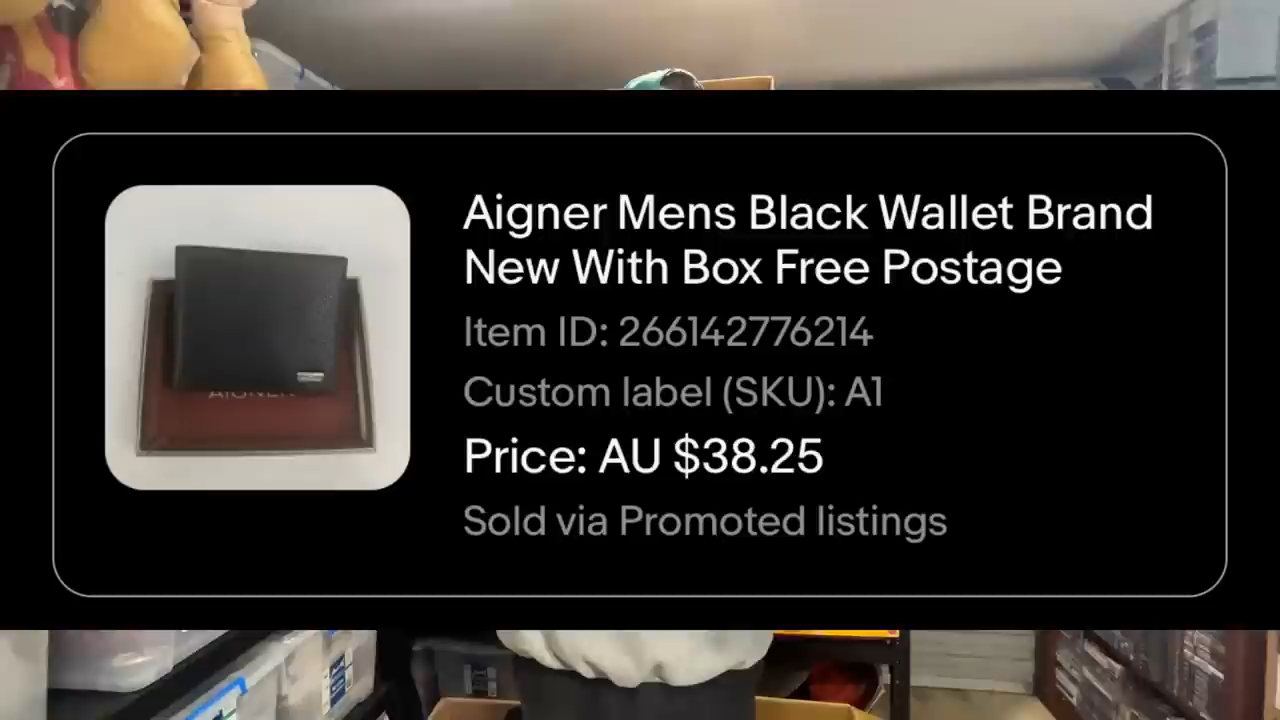 Aigner Mens Black Wallet Brand
New With Box Free Postage
Item ID: 266142776214
Custom label (SKU): A1
Price: AU $38.25
Sold via Promoted listings
AIGNER